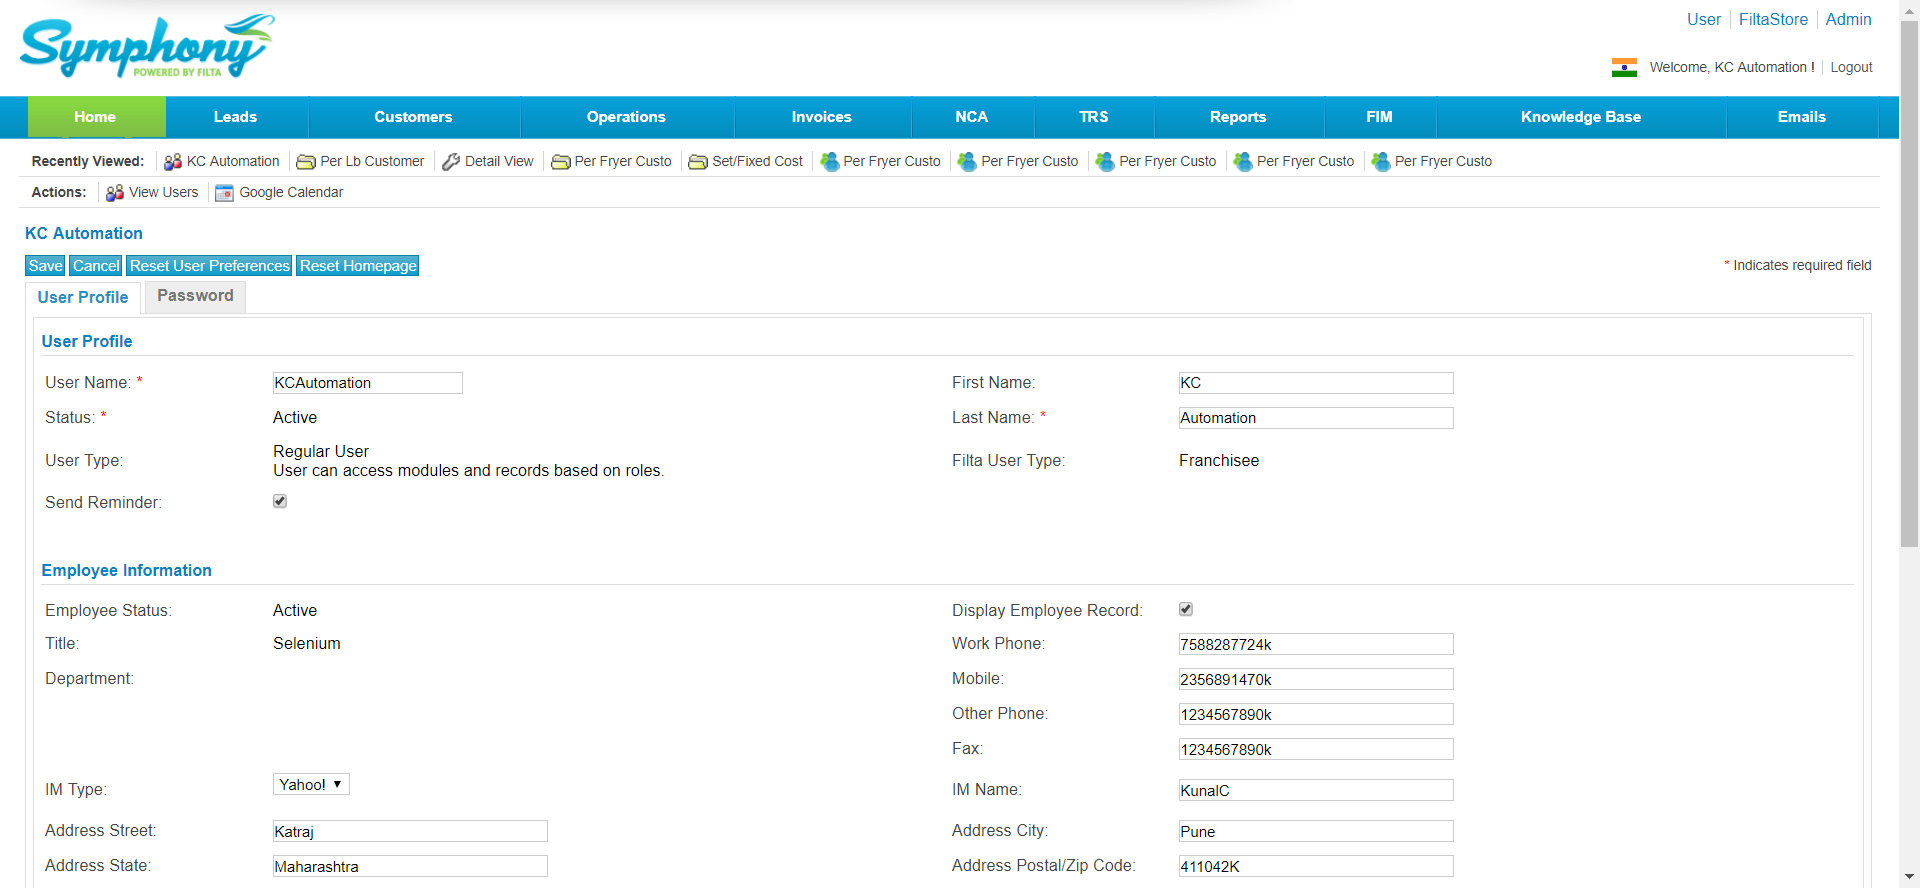 Symphony
POWERED BY FILTA
User FiltaStore Admin
Welcome, KC Automation ! Logout
Home Leads Customers Operations Invoices NCA TRS Reports FIM Knowledge Base Emails
Recently Viewed: KC Automation Per Lb Customer Detail View Per Fryer Custo Set/Fixed Cost Per Fryer Custo Per Fryer Custo Per Fryer Custo Per Fryer Custo Per Fryer Custo
Actions: View Users Google Calendar
KC Automation
Save Cancel Reset User Preferences Reset Homepage * Indicates required field
User Profile Password
User Profile
User Name: * KCAutomation First Name: KC
Status: * Active Last Name: * Automation
User Type: Regular User
User can access modules and records based on roles. Filta User Type: Franchisee
Send Reminder:
Employee Information
Employee Status: Active Display Employee Record:
Title: Selenium Work Phone: 7588287724k
Department: Mobile: 2356891470k
Other Phone: 1234567890k
Fax: 1234567890k
IM Type: Yahoo! IM Name: KunalC
Address Street: Katraj Address City: Pune
Address State: Maharashtra Address Postal/Zip Code: 411042K